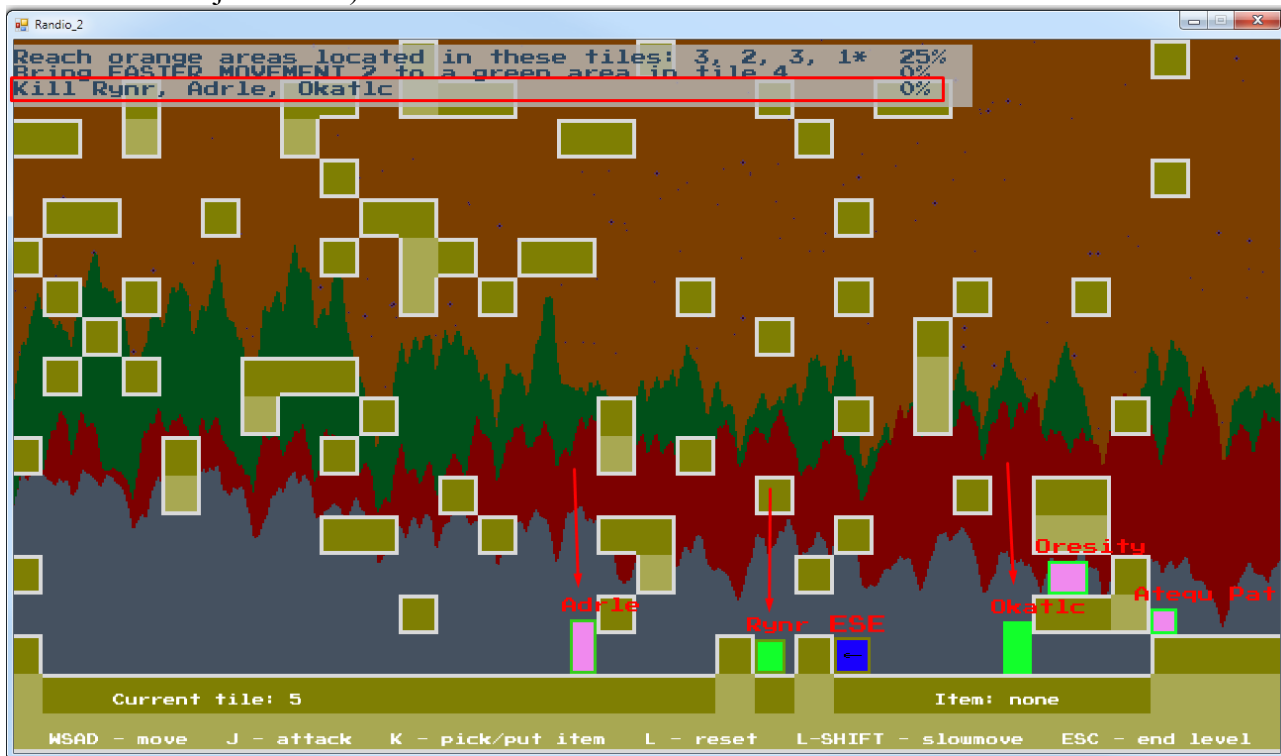 Randio_2
Reach orange areas located in these tiles: 3, 2, 3, 1* 25%
Bring FASTER MOVEMENT 2 to a green area in tile 4 0%
Kill Rynr, Adrle, Okatlc 0%
Oresity
Adrle
Okatlc
Atequ Pat
Rynr
ESE
Current tile: 5
Item: none
WSAD - move J - attack K - pick/put item L - reset L-SHIFT - slowmove ESC - end level